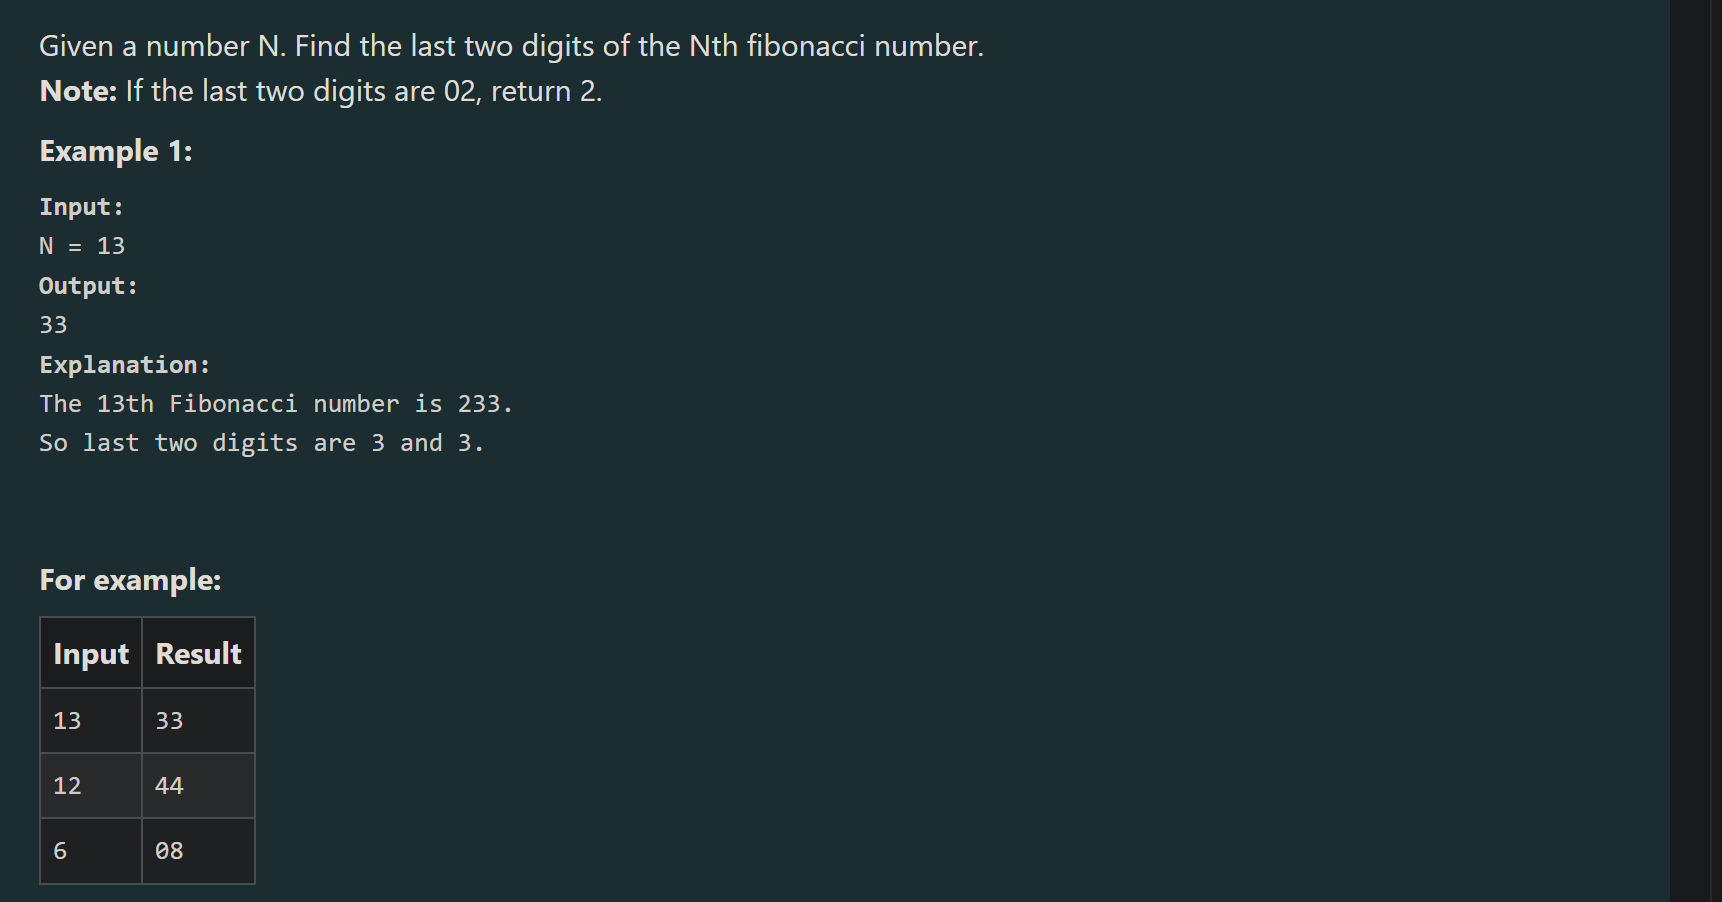 Given a number N. Find the last two digits of the Nth fibonacci number.
Note: If the last two digits are 02, return 2.
Example 1:
Input:
N = 13
Output:
33
Explanation:
The 13th Fibonacci number is 233.
So last two digits are 3 and 3.
For example:
Input Result
13 33
12 44
6 08